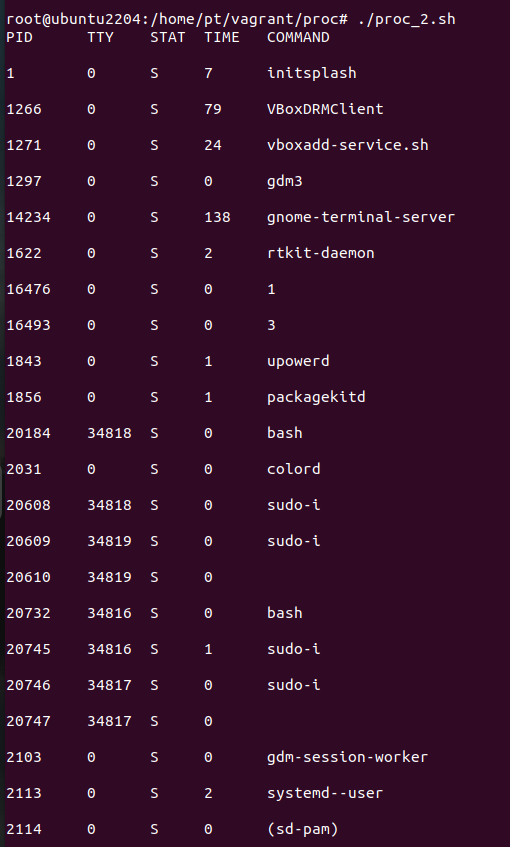 root@ubuntu2204:/home/pt/vagrant/proc# ./proc_2.sh
PID TTY STAT TIME COMMAND
1 0 S 7 initsplash
1266 0 S 79 VBoxDRMClient
1271 0 S 24 vboxadd-service.sh
1297 0 S 0 gdm3
14234 0 S 138 gnome-terminal-server
1622 0 S 2 rtkit-daemon
16476 0 S 0 1
16493 0 S 0 3
1843 0 S 1 upowerd
1856 0 S 1 packagekitd
20184 34818 S 0 bash
2031 0 S 0 colord
20608 34818 S 0 sudo-i
20609 34819 S 0 sudo-i
20610 34819 S 0
20732 34816 S 0 bash
20745 34816 S 1 sudo-i
20746 34817 S 0 sudo-i
20747 34817 S 0
2103 0 S 0 gdm-session-worker
2113 0 S 2 systemd--user
2114 0 S 0 (sd-pam)